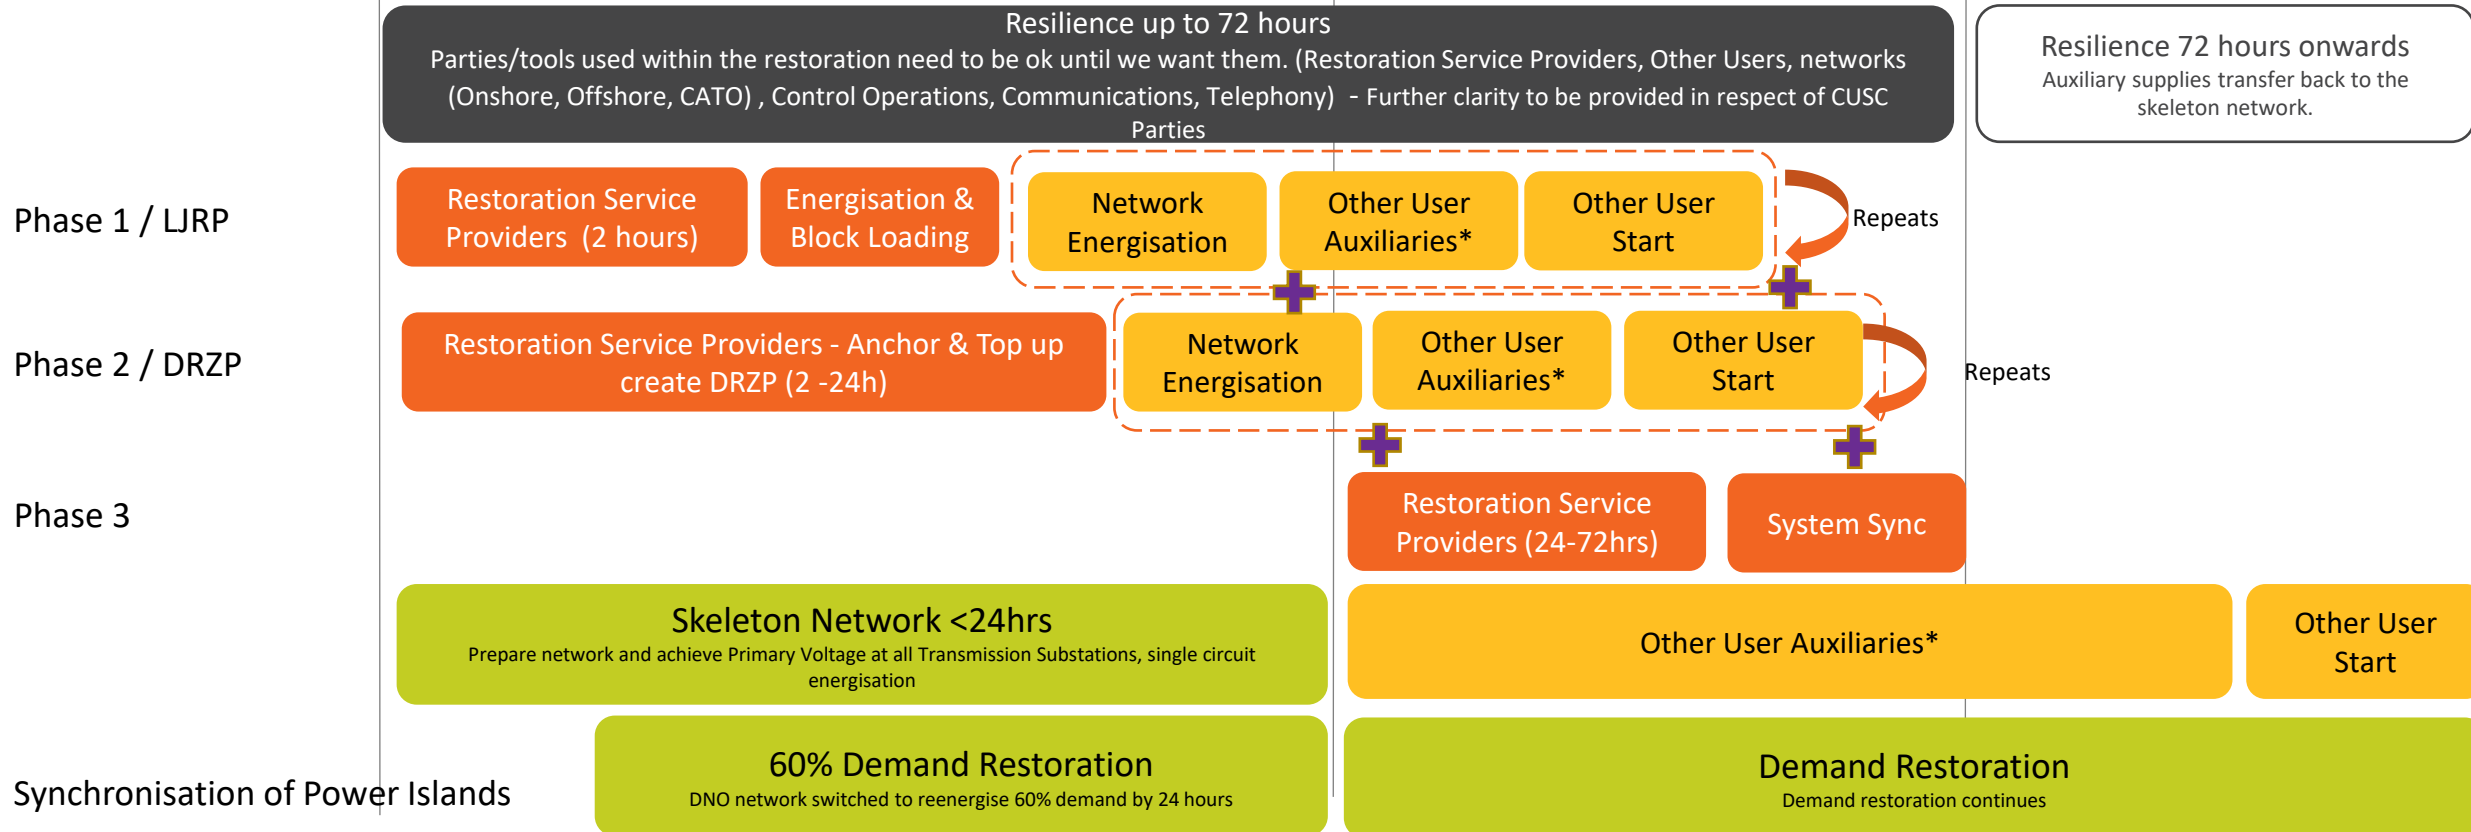 Resilience up to 72 hours
Parties/tools used within the restoration need to be ok until we want them. (Restoration Service Providers, Other Users, networks
(Onshore, Offshore, CATO) , Control Operations, Communications, Telephony)  - Further clarity to be provided in respect of CUSC
Parties
Resilience 72 hours onwards
Auxiliary supplies transfer back to the
skeleton network.
Phase 1 / LJRP
Restoration Service
Providers  (2 hours)
Energisation &
Block Loading
Network
Energisation
Other User
Auxiliaries*
Other User
Start
Repeats
Phase 2 / DRZP
Restoration Service Providers - Anchor & Top up
create DRZP (2 -24h)
Network
Energisation
Other User
Auxiliaries*
Other User
Start
Repeats
Phase 3
Restoration Service
Providers (24-72hrs)
System Sync
Skeleton Network <24hrs
Prepare network and achieve Primary Voltage at all Transmission Substations, single circuit
energisation
Other User Auxiliaries*
Other User
Start
Synchronisation of Power Islands
60% Demand Restoration
DNO network switched to reenergise 60% demand by 24 hours
Demand Restoration
Demand restoration continues